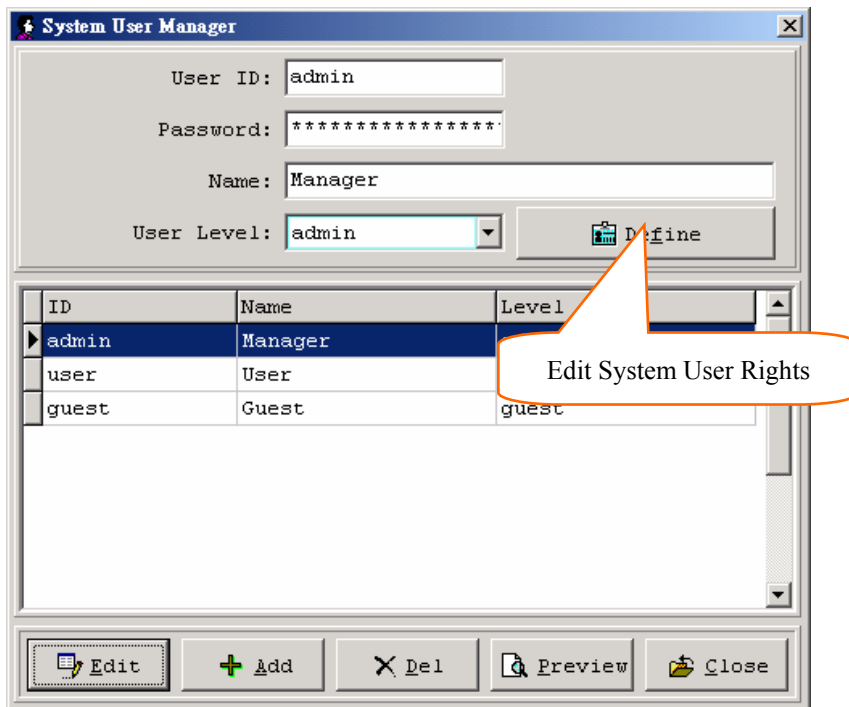 System User Manager
User ID: admin
Password: ****************
Name: Manager
User Level: admin
Define
ID Name Level
admin Manager
user User
guest Guest guest
Edit System User Rights
Edit Add Del Preview Close